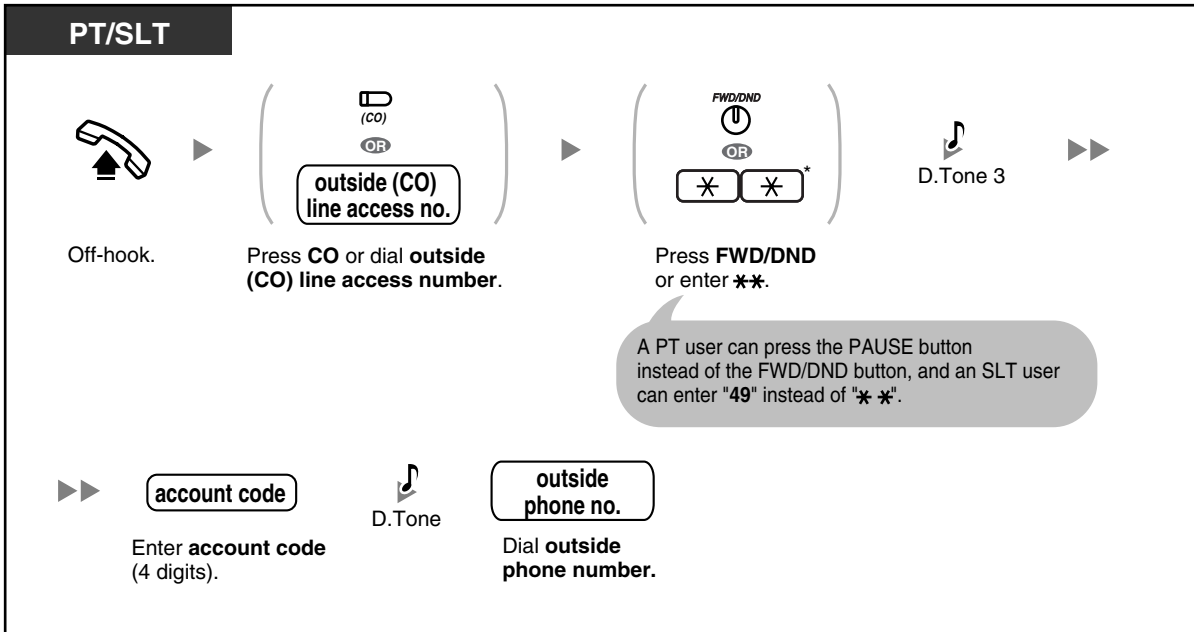 PT/SLT
(CO)
OR
outside (CO)
line access no.
FWD/DND
OR
* *
*
D.Tone 3
Off-hook.
Press CO or dial outside
(CO) line access number.
Press FWD/DND
or enter **.
A PT user can press the PAUSE button
instead of the FWD/DND button, and an SLT user
can enter "49" instead of "* *".
account code
D.Tone
outside
phone no.
Enter account code
(4 digits).
Dial outside
phone number.